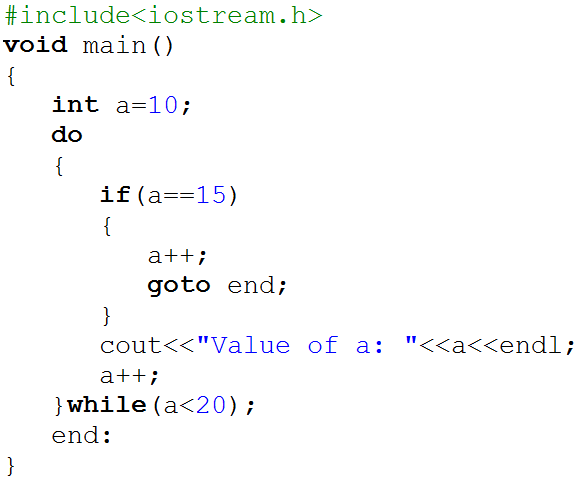 #include<iostream.h>
void main()
{
   int a=10;
   do
   {
      if(a==15)
      {
         a++;
         goto end;
      }
      cout<<"Value of a: "<<a<<endl;
      a++;
   }while(a<20);
   end:
}